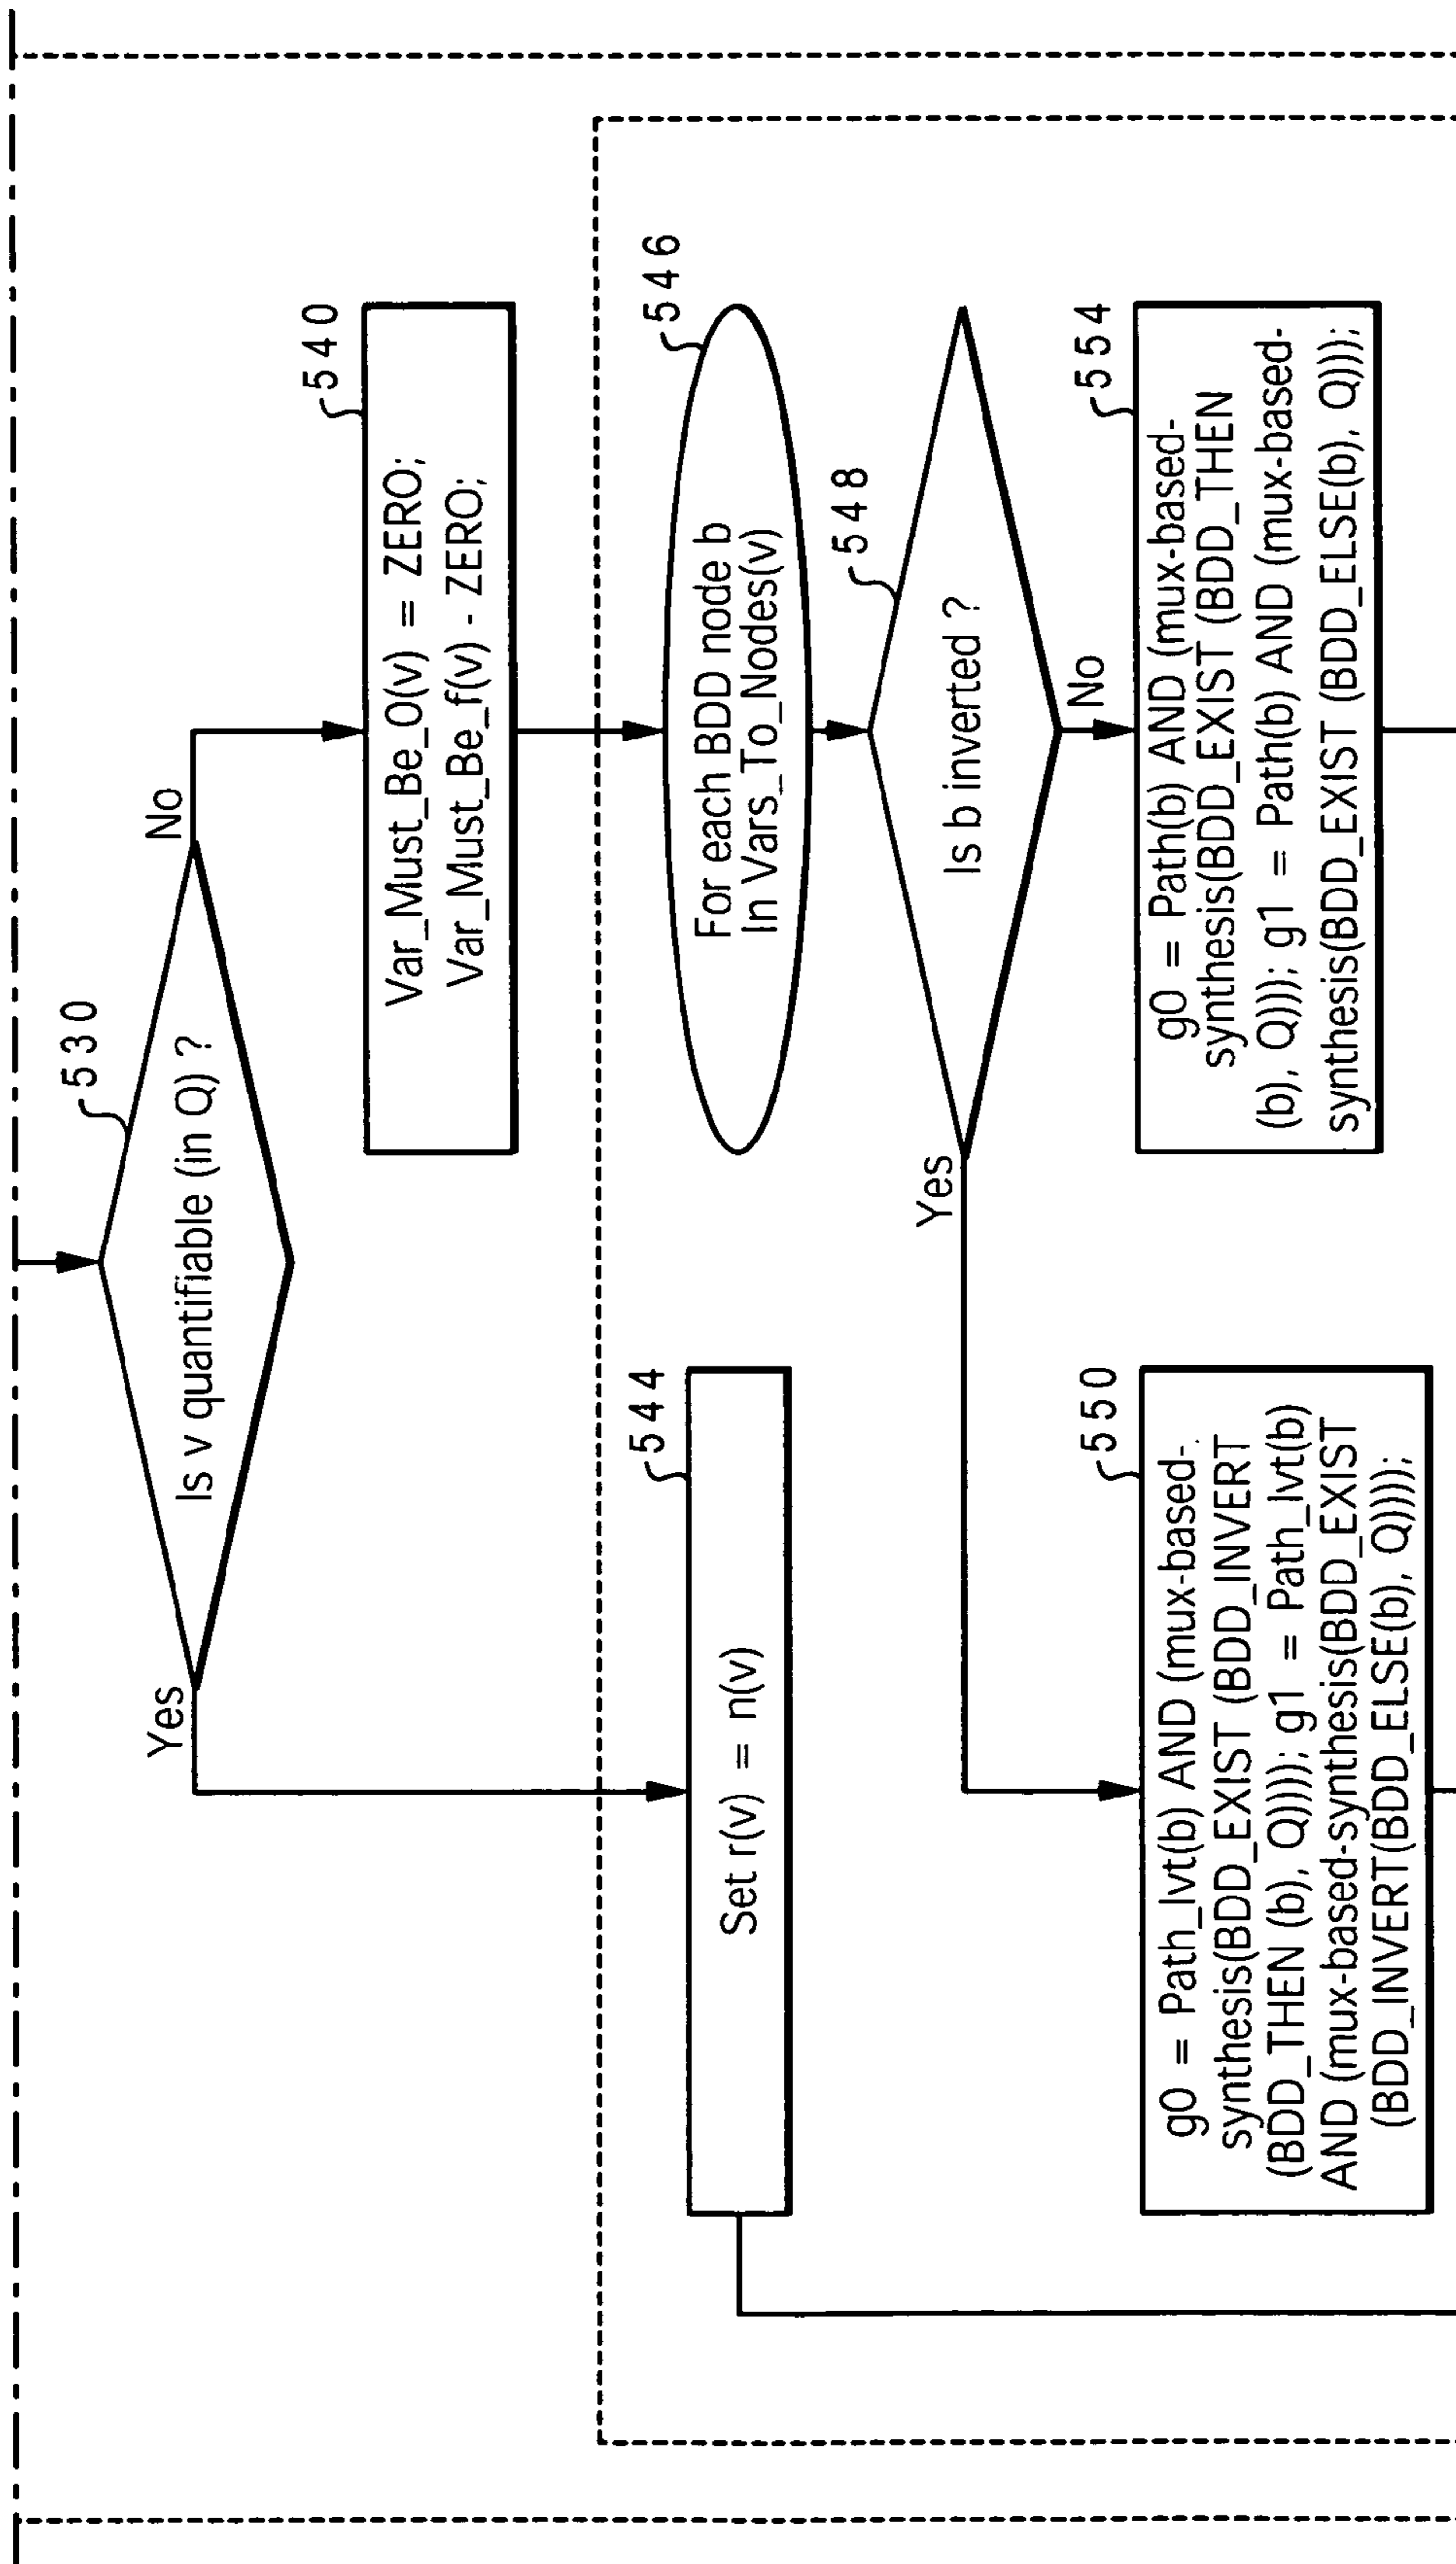 530
Is v quantifiable (in Q) ?
Yes
No
540
Var_Must_Be_0(v) = ZERO;
Var_Must_Be_f(v) - ZERO;
544
Set r(v) = n(v)
546
For each BDD node b
In Vars_To_Nodes(v)
548
Is b inverted ?
Yes
No
550
g0 = Path_Ivt(b) AND (mux-based-
synthesis(BDD_EXIST (BDD_INVERT
(BDD_THEN (b), Q)))); g1 = Path_Ivt(b)
AND (mux-based-synthesis(BDD_EXIST
(BDD_INVERT(BDD_ELSE(b), Q))));
554
g0 = Path(b) AND (mux-based-
synthesis(BDD_EXIST (BDD_THEN
(b), Q))); g1 = Path(b) AND (mux-based-
synthesis(BDD_EXIST (BDD_ELSE(b), Q)));